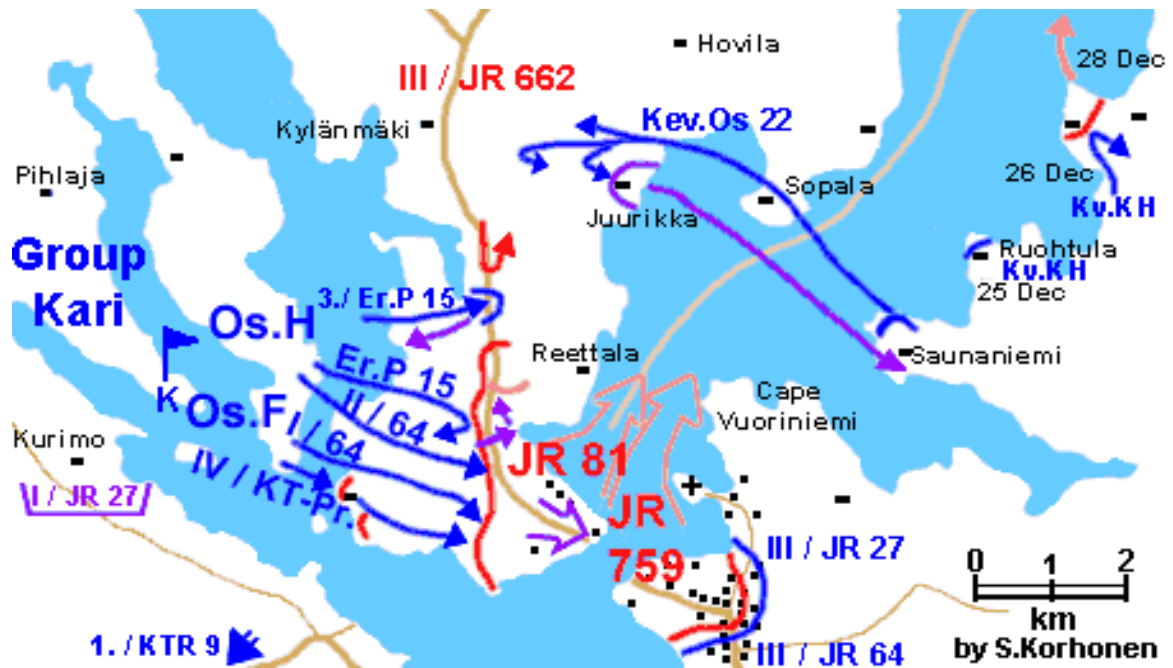 Hovila
28 Dec
III / JR 662
Kylänmäki
Kev.Os 22
Pihlaja
26 Dec
Sopala
Juurikka
Kv.KH
Group
Kari
Ruohtula
Kv.KH
25 Dec
3./ Er.P 15
Os.H
Reettala
Saunaniemi
Er.P 15
II / 64
Cape
Vuoriniemi
K
Os.F
I / 64
Kurimo
IV / KT-Pr.
JR 81
I / JR 27
JR
759
III / JR 27
0 1 2
km
1. / KTR 9
III / JR 64
by S.Korhonen